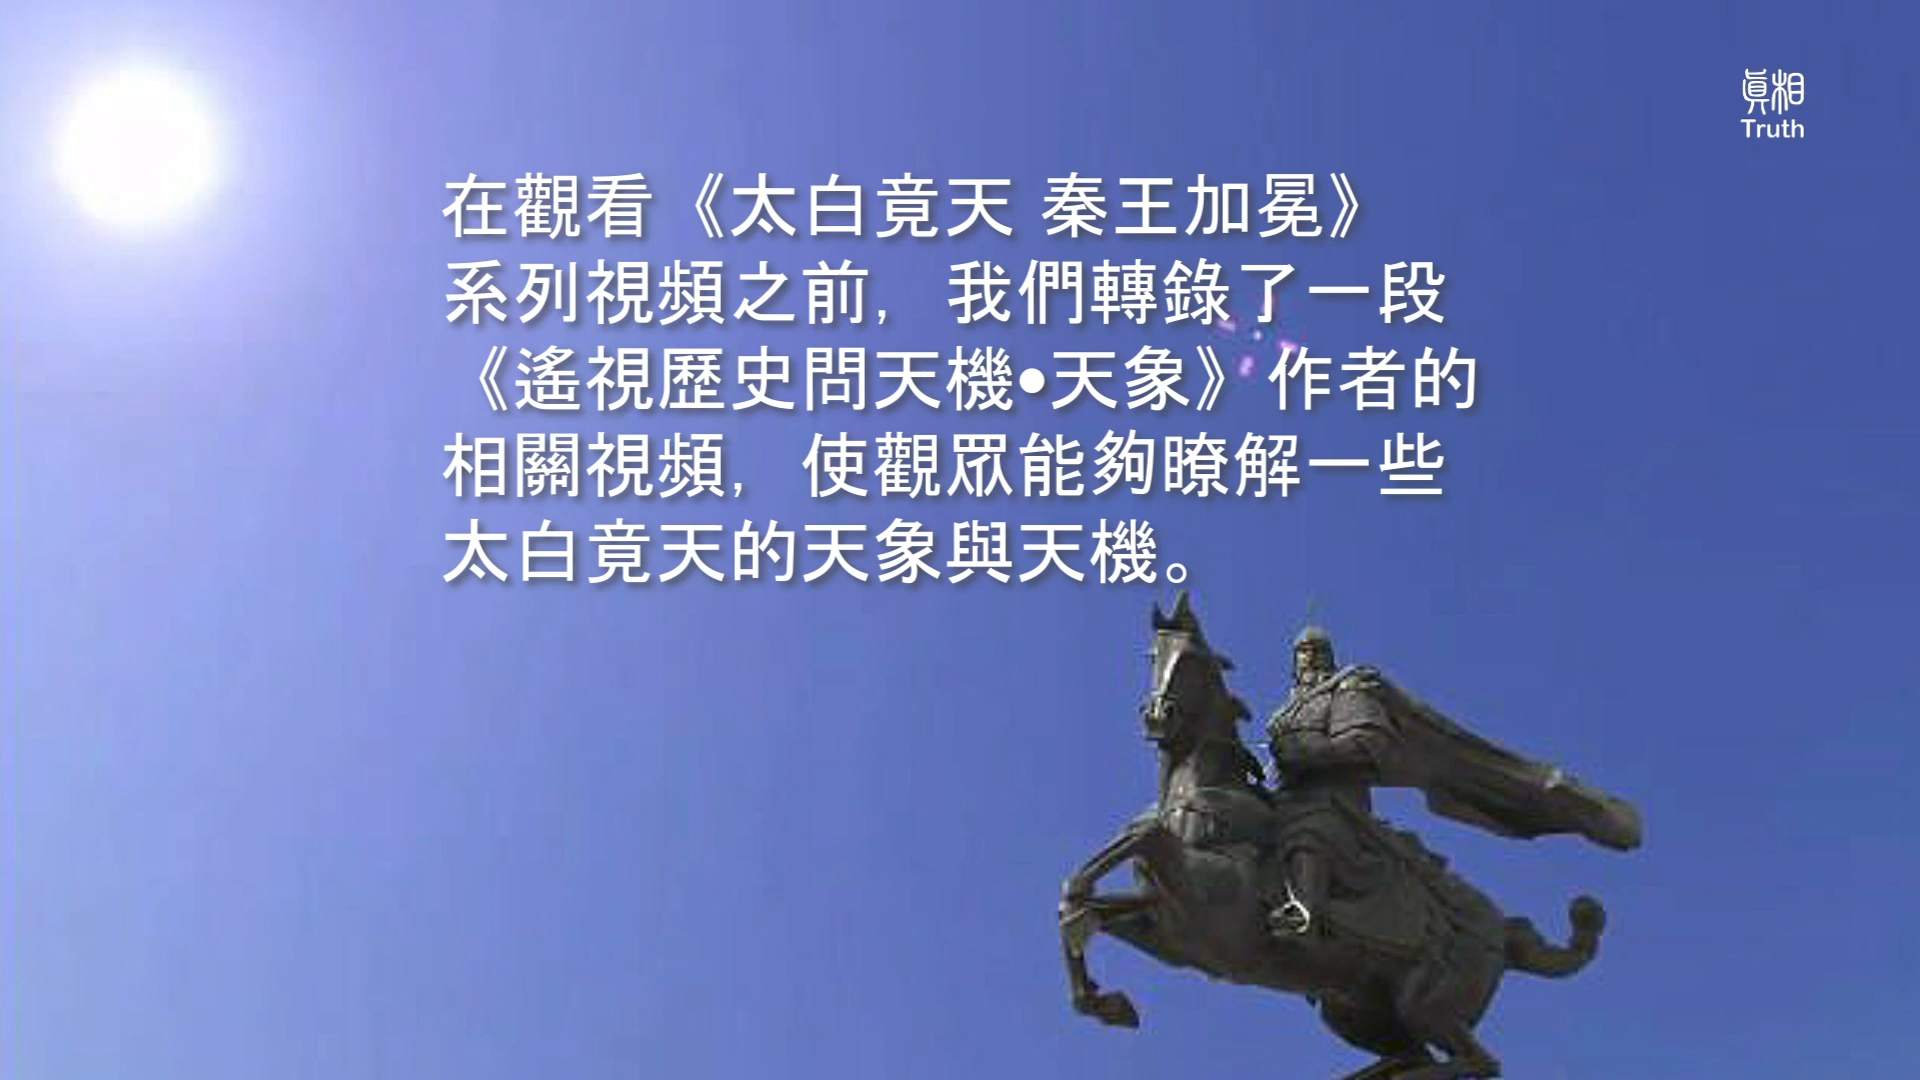 眞相
Truth
在觀看《太白竟天 秦王加冕》
系列視頻之前，我們轉錄了一段
《遙視歷史問天機•天象》作者的
相關視頻，使觀眾能夠瞭解一些
太白竟天的天象與天機。